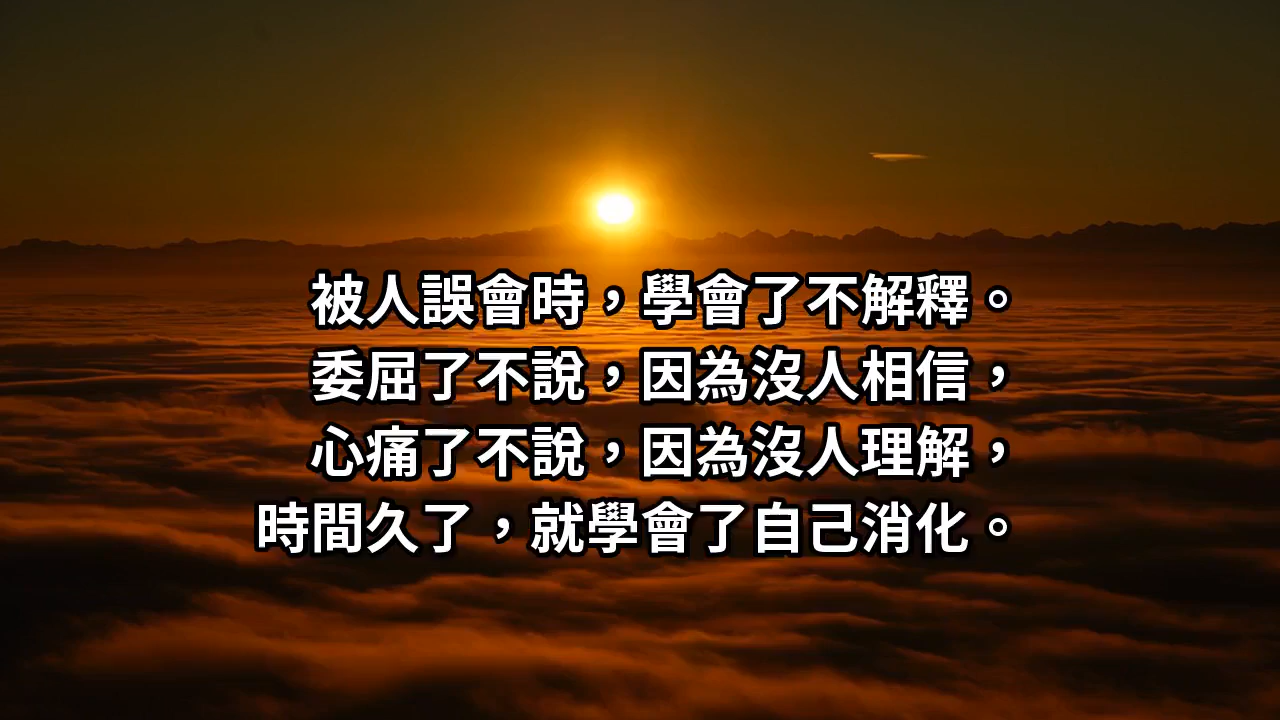 被人誤會時，學會了不解釋。
委屈了不說，因為沒人相信，
心痛了不說，因為沒人理解，
時間久了，就學會了自己消化。